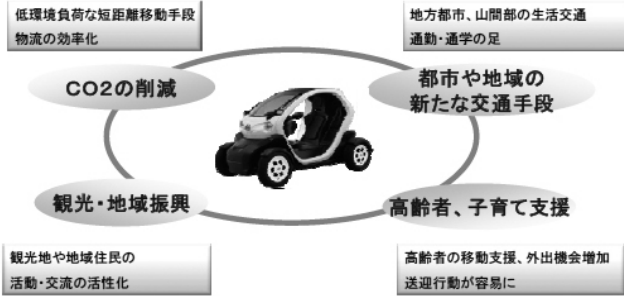 低環境負荷な短距離移動手段
物流の効率化
地方都市、山間部の生活交通
通勤・通学の足
CO2の削減
都市や地域の
新たな交通手段
観光・地域振興
高齢者、子育て支援
観光地や地域住民の
活動・交流の活性化
高齢者の移動支援、外出機会増加
送迎行動が容易に